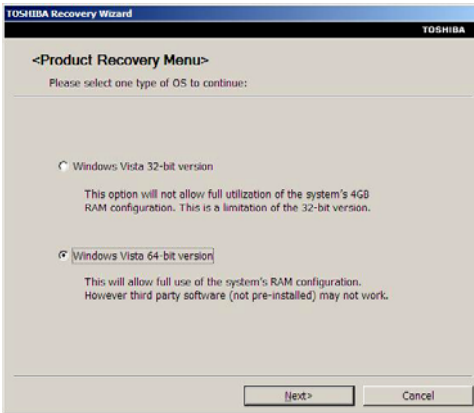 TOSHIBA Recovery Wizard
TOSHIBA
<Product Recovery Menu>
Please select one type of OS to continue:
Windows Vista 32-bit version
This option will not allow full utilization of the system's 4GB
RAM configuration. This is a limitation of the 32-bit version.
Windows Vista 64-bit version
This will allow full use of the system's RAM configuration.
However third party software (not pre-installed) may not work.
Next> Cancel